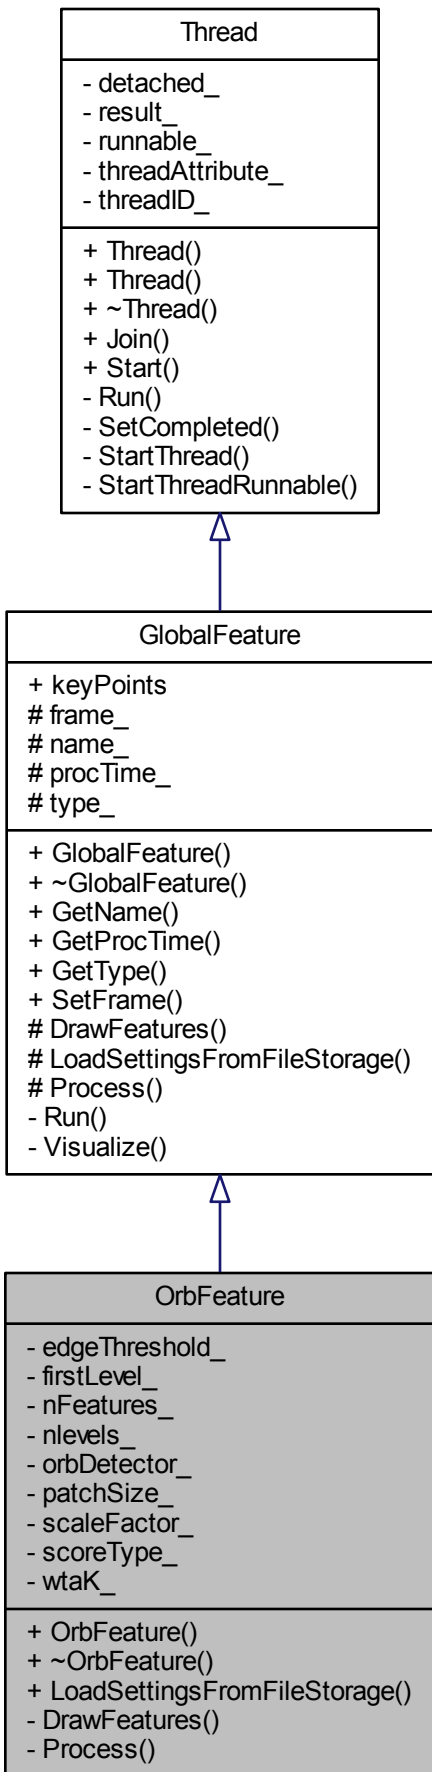 Thread
- detached_
- result_
- runnable_
- threadAttribute_
- threadID_
+ Thread()
+ Thread()
+ ~Thread()
+ Join()
+ Start()
- Run()
- SetCompleted()
- StartThread()
- StartThreadRunnable()
GlobalFeature
+ keyPoints
# frame_
# name_
# procTime_
# type_
+ GlobalFeature()
+ ~GlobalFeature()
+ GetName()
+ GetProcTime()
+ GetType()
+ SetFrame()
# DrawFeatures()
# LoadSettingsFromFileStorage()
# Process()
- Run()
- Visualize()
OrbFeature
- edgeThreshold_
- firstLevel_
- nFeatures_
- nlevels_
- orbDetector_
- patchSize_
- scaleFactor_
- scoreType_
- wtaK_
+ OrbFeature()
+ ~OrbFeature()
+ LoadSettingsFromFileStorage()
- DrawFeatures()
- Process()